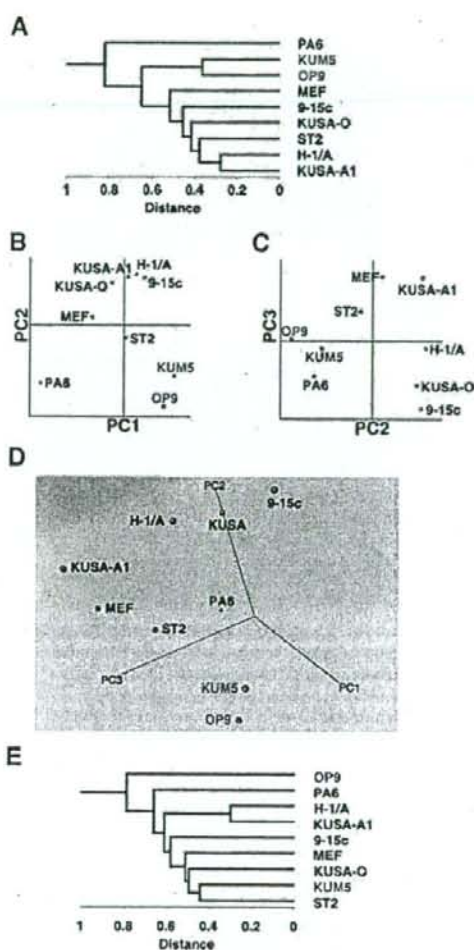 A
PA6
KUM5
OP9
MEF
9-15c
KUSA-O
ST2
H-1/A
KUSA-A1
1 0.8 0.6 0.4 0.2 0
Distance
B
PC2
KUSA-A1 H-1/A
KUSA-O 9-15c
MEF
ST2
PA6
KUM5
OP9
PC1
C
PC3
MEF
KUSA-A1
ST2
OP9
KUM5
H-1/A
PA6
KUSA-O
9-15c
PC2
D
PC2
9-15c
H-1/A
KUSA
KUSA-A1
MEF
PA6
ST2
PC3
KUM5
PC1
OP9
E
OP9
PA6
H-1/A
KUSA-A1
9-15c
MEF
KUSA-O
KUM5
ST2
1 0.8 0.6 0.4 0.2 0
Distance